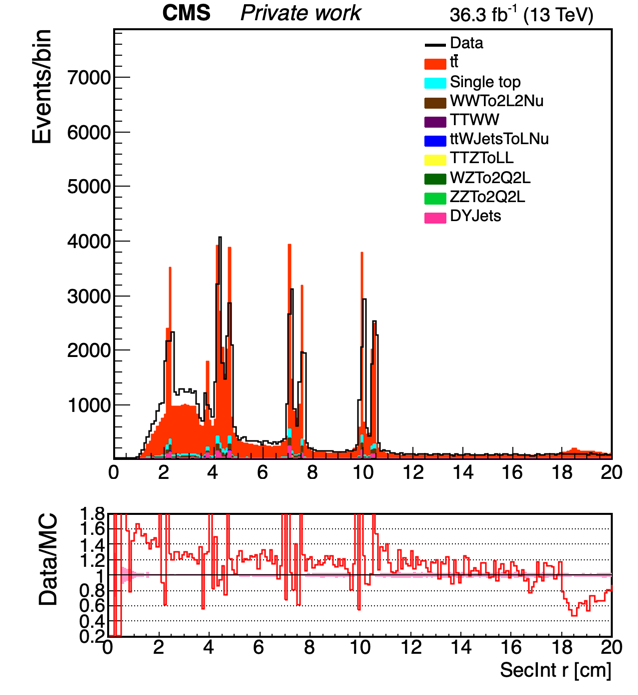 CMS Private work 36.3 fb⁻¹ (13 TeV)
Events/bin
7000
6000
5000
4000
3000
2000
1000
Data
tt̄
Single top
WWTo2L2Nu
TTWW
ttWJetsToLNu
TTZToLL
WZTo2Q2L
ZZTo2Q2L
DYJets
0 2 4 6 8 10 12 14 16 18 20
Data/MC
1.8
1.6
1.4
1.2
1
0.8
0.6
0.4
0.2
0 2 4 6 8 10 12 14 16 18 20
SecInt r [cm]